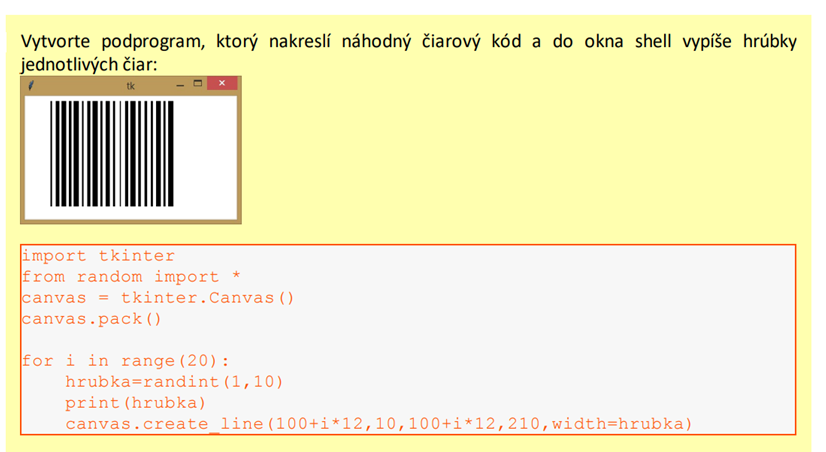 Vytvorte podprogram, ktorý nakreslí náhodný čiarový kód a do okna shell vypíše hrúbky
jednotlivých čiar:
tk
import tkinter
from random import *
canvas = tkinter.Canvas()
canvas.pack()

for i in range(20):
    hrubka=randint(1,10)
    print(hrubka)
    canvas.create_line(100+i*12,10,100+i*12,210,width=hrubka)